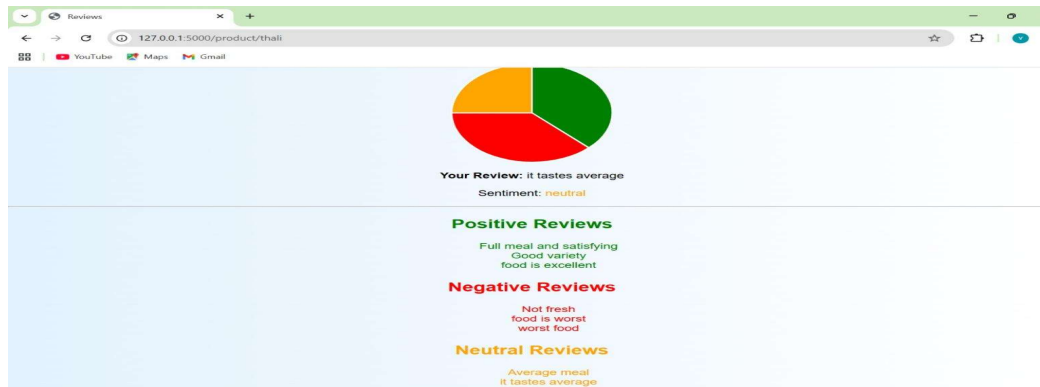 Reviews
127.0.0.1:5000/product/thali
YouTube Maps Gmail
Your Review: it tastes average
Sentiment: neutral
Positive Reviews
Full meal and satisfying
Good variety
food is excellent
Negative Reviews
Not fresh
food is worst
worst food
Neutral Reviews
Average meal
it tastes average